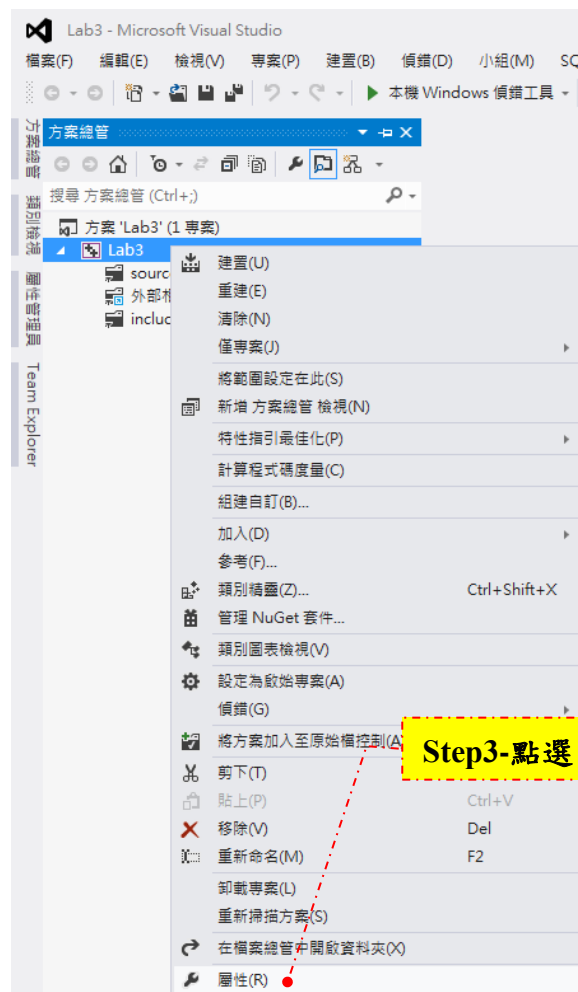 Lab3 - Microsoft Visual Studio
檔案(F) 編輯(E) 檢視(V) 專案(P) 建置(B) 偵錯(D) 小組(M) SQ
本機 Windows 偵錯工具
方案總管
類別檢視
屬性管理員
Team Explorer
方案總管
搜尋 方案總管 (Ctrl+;)
方案 'Lab3' (1 專案)
Lab3
sourc
外部相
includ
建置(U)
重建(E)
清除(N)
僅專案(J)
將範圍設定在此(S)
新增 方案總管 檢視(N)
特性指引最佳化(P)
計算程式碼度量(C)
組建自訂(B)...
加入(D)
參考(F)...
類別精靈(Z)... Ctrl+Shift+X
管理 NuGet 套件...
類別圖表檢視(V)
設定為啟始專案(A)
偵錯(G)
將方案加入至原始檔控制(A
Step3-點選
剪下(T)
貼上(P) Ctrl+V
移除(V) Del
重新命名(M) F2
卸載專案(L)
重新掃描方案(S)
在檔案總管中開啟資料夾(X)
屬性(R)